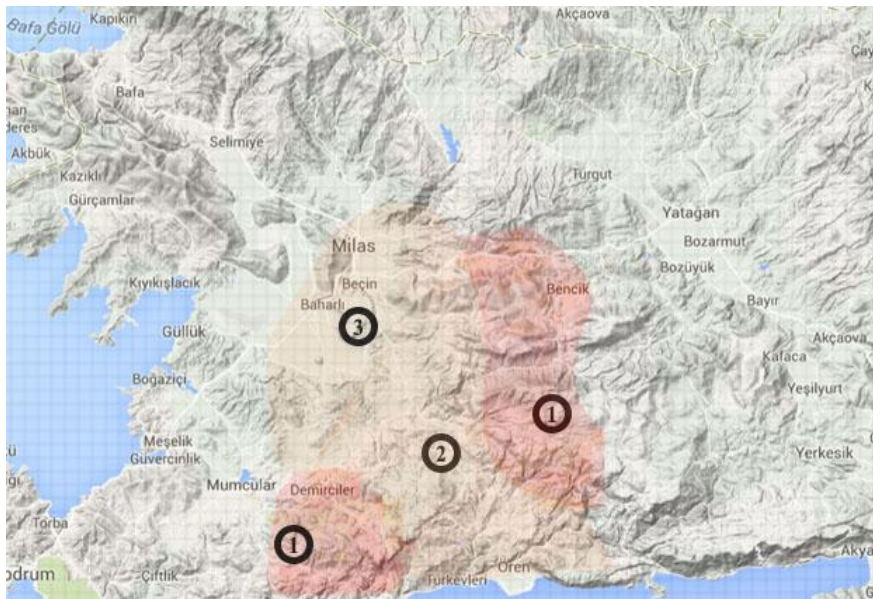 Bafa Gölü
Kapıkırı
Akçaova
Bafa
Akbük
Selimiye
Kazıklı
Gürçamlar
Turgut
Yatağan
Milas
Bozarmut
Bozüyük
Kıyıkışlacık
Beçin
Bencik
Baharlı
Bayır
Güllük
3
Akçaova
Kafaca
Boğaziçi
Yeşilyurt
1
Meşelik
Güvercinlik
2
Yerkesik
Mumcular
Demirciler
Torba
1
Çiftlik
Türkevleri
Ören